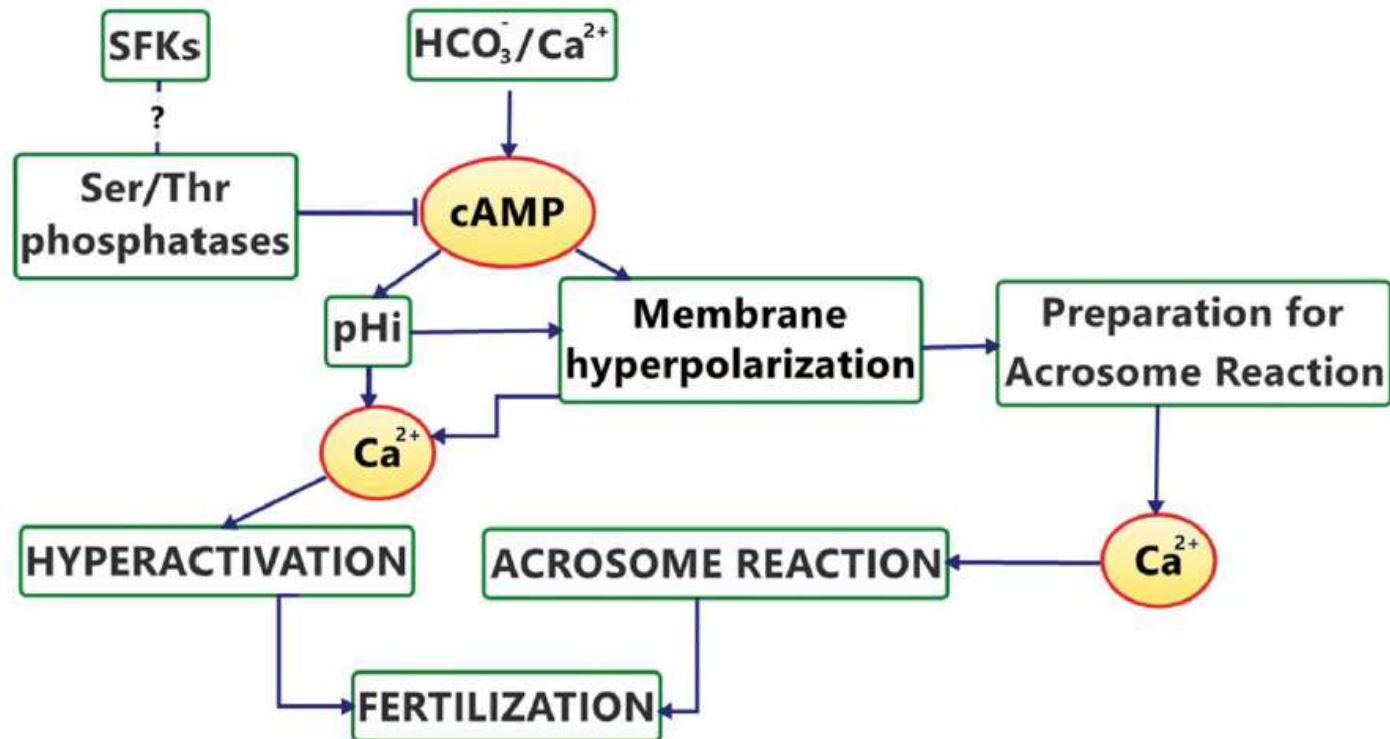 SFKs
HCO₃⁻/Ca²⁺
?
Ser/Thr
phosphatases
cAMP
pHi
Membrane
hyperpolarization
Preparation for
Acrosome Reaction
Ca²⁺
HYPERACTIVATION
ACROSOME REACTION
Ca²⁺
FERTILIZATION